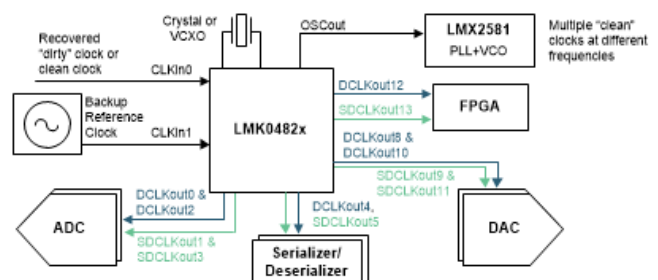 Crystal or
VCXO
OSCout
LMX2581
PLL+VCO
Multiple “clean”
clocks at different
frequencies
Recovered
“dirty” clock or
clean clock
CLKin0
Backup
Reference
Clock
CLKin1
LMK0482x
DCLKout12
SDCLKout13
FPGA
DCLKout8 &
DCLKout10
SDCLKout9 &
SDCLKout11
DAC
DCLKout0 &
DCLKout2
ADC
SDCLKout1 &
SDCLKout3
DCLKout4,
SDCLKout5
Serializer/
Deserializer